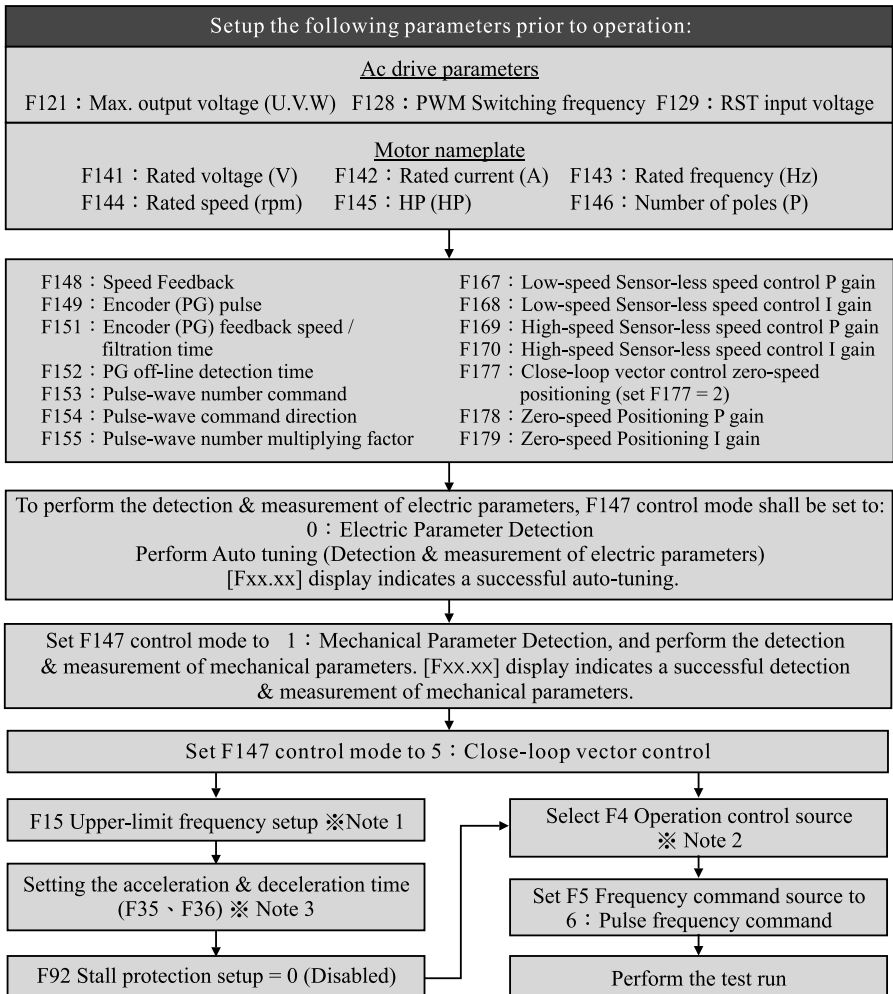 Setup the following parameters prior to operation:
Ac drive parameters
F121：Max. output voltage (U.V.W) F128：PWM Switching frequency F129：RST input voltage
Motor nameplate
F141：Rated voltage (V) F142：Rated current (A) F143：Rated frequency (Hz)
F144：Rated speed (rpm) F145：HP (HP) F146：Number of poles (P)
F148：Speed Feedback
F149：Encoder (PG) pulse
F151：Encoder (PG) feedback speed /
filtration time
F152：PG off-line detection time
F153：Pulse-wave number command
F154：Pulse-wave command direction
F155：Pulse-wave number multiplying factor
F167：Low-speed Sensor-less speed control P gain
F168：Low-speed Sensor-less speed control I gain
F169：High-speed Sensor-less speed control P gain
F170：High-speed Sensor-less speed control I gain
F177：Close-loop vector control zero-speed
positioning (set F177 = 2)
F178：Zero-speed Positioning P gain
F179：Zero-speed Positioning I gain
To perform the detection & measurement of electric parameters, F147 control mode shall be set to:
0：Electric Parameter Detection
Perform Auto tuning (Detection & measurement of electric parameters)
[Fxx.xx] display indicates a successful auto-tuning.
Set F147 control mode to 1：Mechanical Parameter Detection, and perform the detection
& measurement of mechanical parameters. [Fxx.xx] display indicates a successful detection
& measurement of mechanical parameters.
Set F147 control mode to 5：Close-loop vector control
F15 Upper-limit frequency setup ※Note 1
Setting the acceleration & deceleration time
(F35、F36) ※ Note 3
F92 Stall protection setup = 0 (Disabled)
Select F4 Operation control source
※ Note 2
Set F5 Frequency command source to
6：Pulse frequency command
Perform the test run